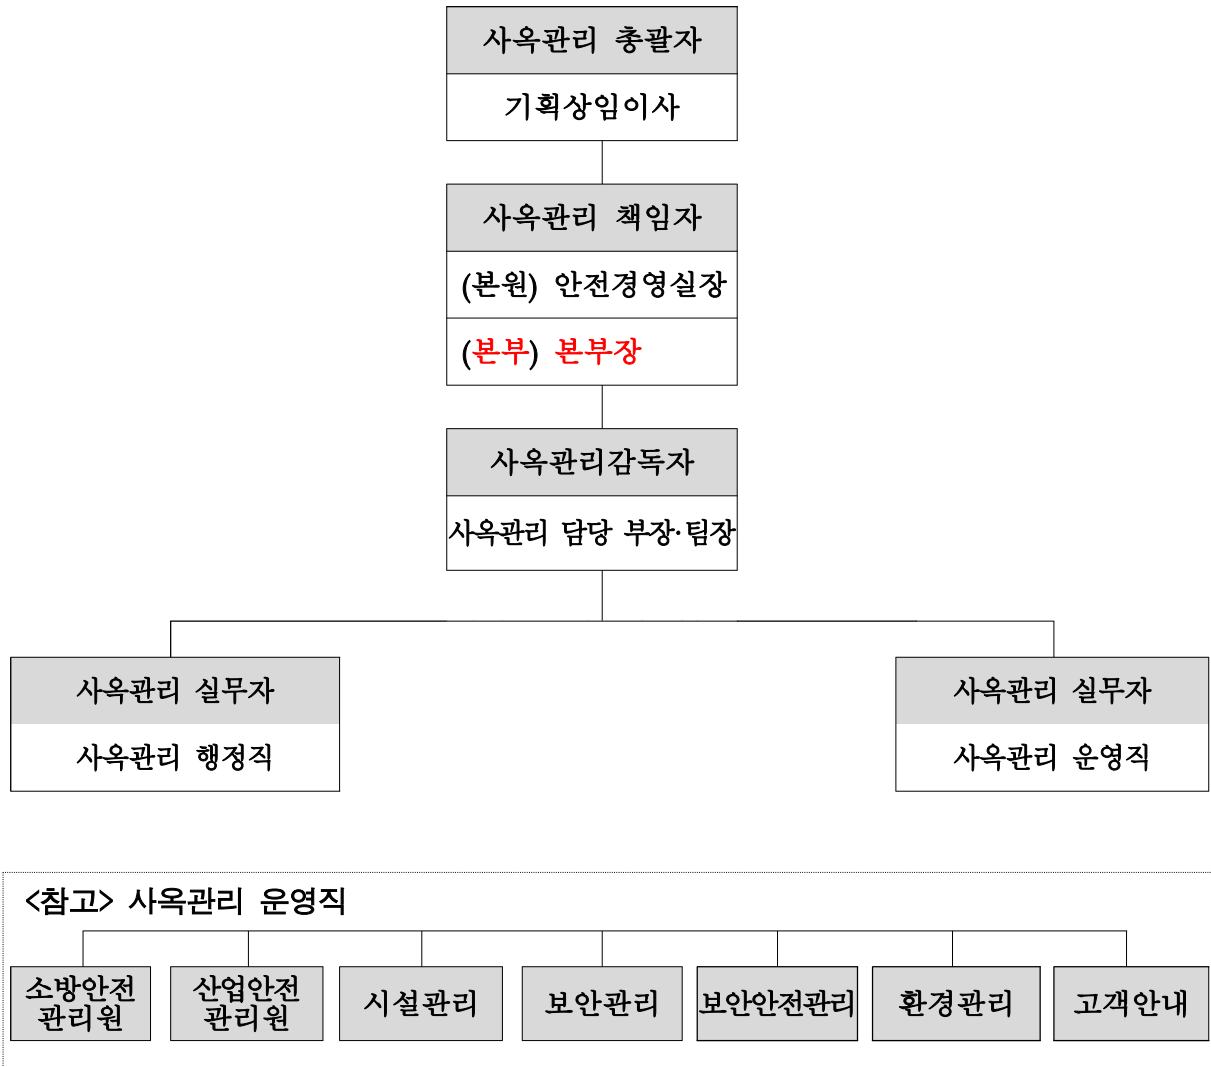 사옥관리 총괄자
기획상임이사
사옥관리 책임자
(본원) 안전경영실장
(본부) 본부장
사옥관리감독자
사옥관리 담당 부장·팀장
사옥관리 실무자
사옥관리 행정직
사옥관리 실무자
사옥관리 운영직
<참고> 사옥관리 운영직
소방안전
관리원
산업안전
관리원
시설관리
보안관리
보안안전관리
환경관리
고객안내